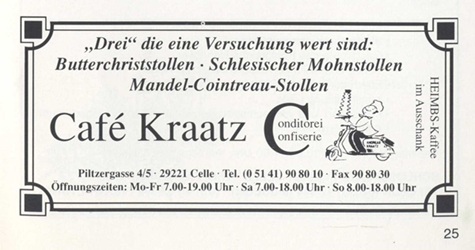 „Drei“ die eine Versuchung wert sind:
Butterchriststollen · Schlesischer Mohnstollen
Mandel-Cointreau-Stollen
Café Kraatz
Conditorei
Confiserie
HEIMBS-Kaffee
im Ausschank
Piltzergasse 4/5 · 29221 Celle · Tel. (0 51 41) 90 80 10 · Fax 90 80 30
Öffnungszeiten: Mo-Fr 7.00-19.00 Uhr · Sa 7.00-18.00 Uhr · So 8.00-18.00 Uhr
25